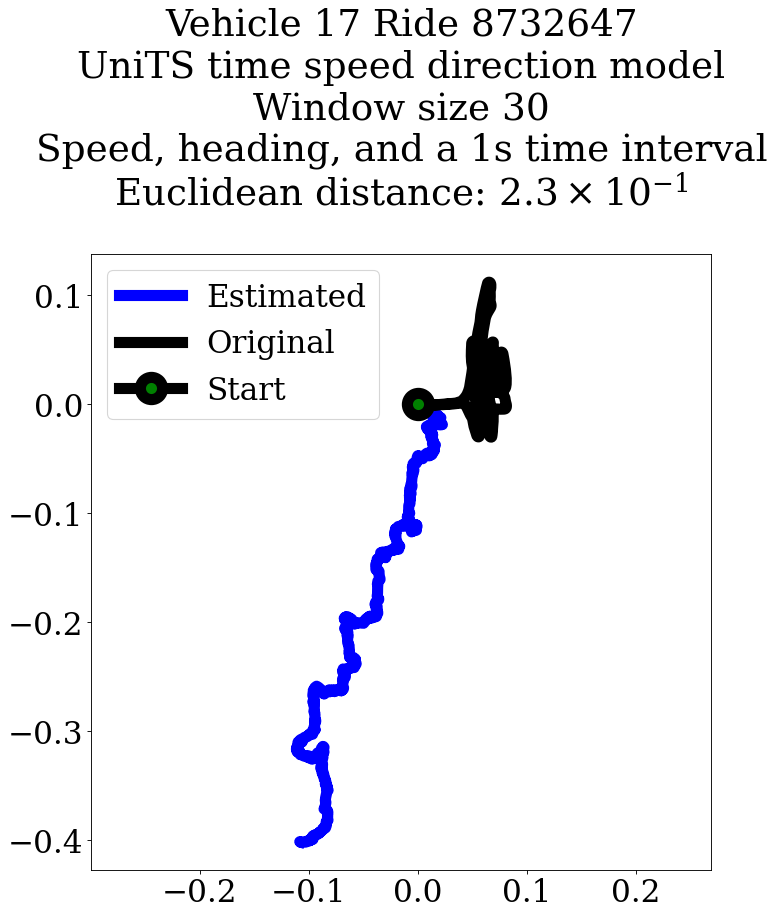 Vehicle 17 Ride 8732647
UniTS time speed direction model
Window size 30
Speed, heading, and a 1s time interval
Euclidean distance: 2.3 × 10⁻¹
Estimated
Original
Start
0.1
0.0
−0.1
−0.2
−0.3
−0.4
−0.2 −0.1 0.0 0.1 0.2